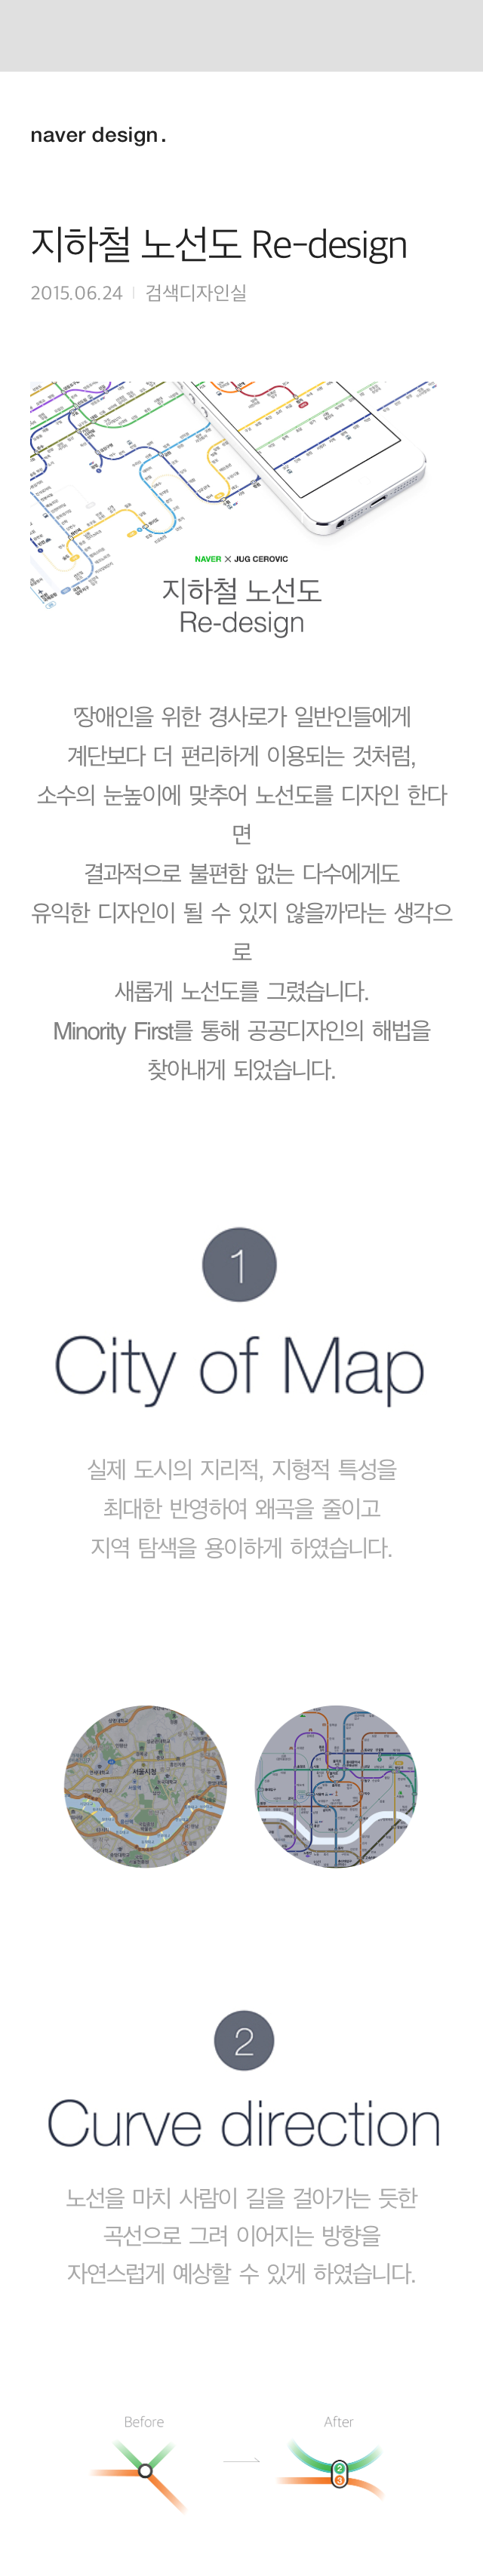 naver design.
지하철 노선도 Re-design
2015.06.24 | 검색디자인실
NAVER × JUG CEROVIC
지하철 노선도
Re-design
'장애인을 위한 경사로가 일반인들에게
계단보다 더 편리하게 이용되는 것처럼,
소수의 눈높이에 맞추어 노선도를 디자인 한다
면
결과적으로 불편함 없는 다수에게도
유익한 디자인이 될 수 있지 않을까'라는 생각으
로
새롭게 노선도를 그렸습니다.
Minority First를 통해 공공디자인의 해법을
찾아내게 되었습니다.
1
City of Map
실제 도시의 지리적, 지형적 특성을
최대한 반영하여 왜곡을 줄이고
지역 탐색을 용이하게 하였습니다.
서울시청
2
Curve direction
노선을 마치 사람이 길을 걸아가는 듯한
곡선으로 그려 이어지는 방향을
자연스럽게 예상할 수 있게 하였습니다.
Before
After
2
3